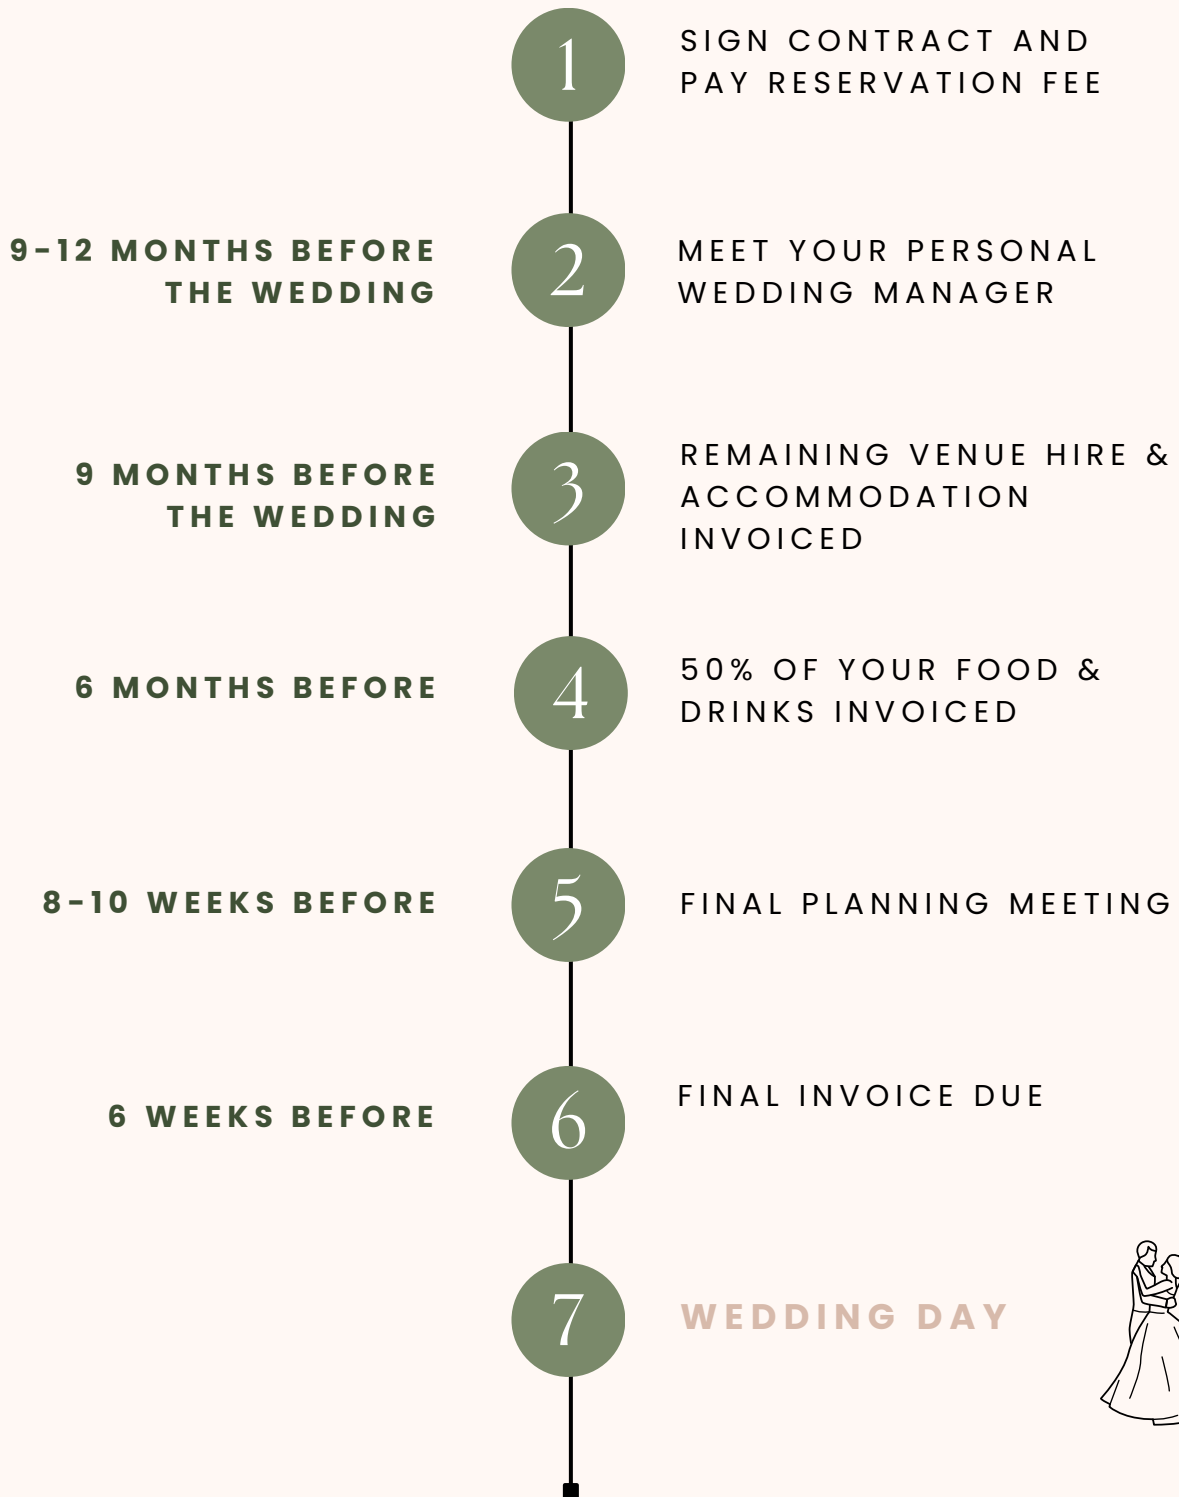 1
SIGN CONTRACT AND
PAY RESERVATION FEE
9-12 MONTHS BEFORE
THE WEDDING
2
MEET YOUR PERSONAL
WEDDING MANAGER
9 MONTHS BEFORE
THE WEDDING
3
REMAINING VENUE HIRE &
ACCOMMODATION
INVOICED
6 MONTHS BEFORE
4
50% OF YOUR FOOD &
DRINKS INVOICED
8-10 WEEKS BEFORE
5
FINAL PLANNING MEETING
6 WEEKS BEFORE
6
FINAL INVOICE DUE
7
WEDDING DAY